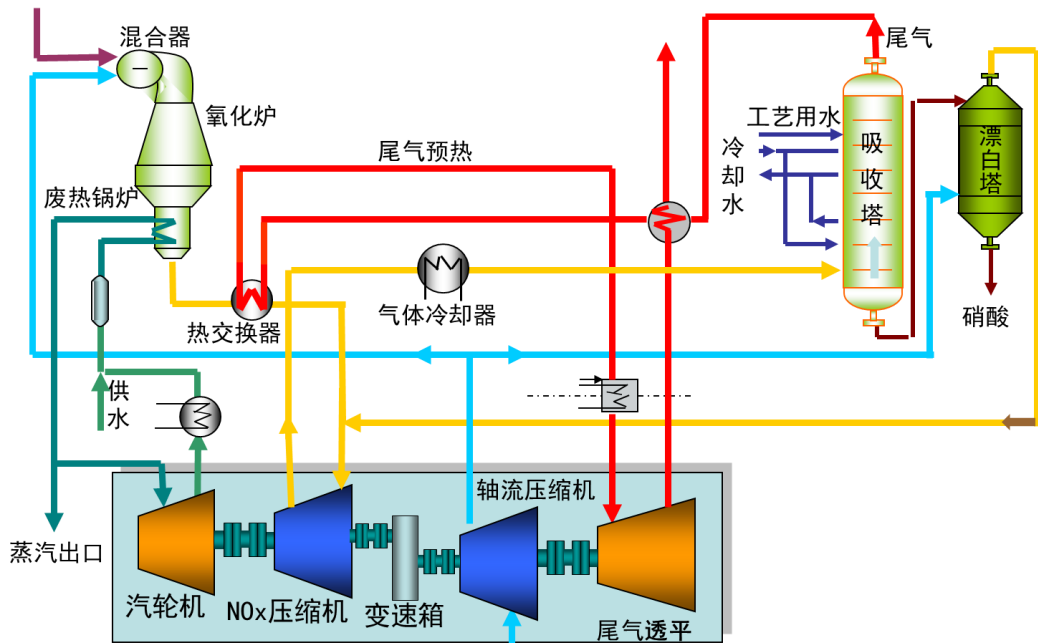 混合器
尾气
氧化炉
工艺用水
尾气预热
冷却水
吸收塔
漂白塔
废热锅炉
热交换器
气体冷却器
硝酸
供水
轴流压缩机
蒸汽出口
汽轮机
NOx压缩机
变速箱
尾气透平